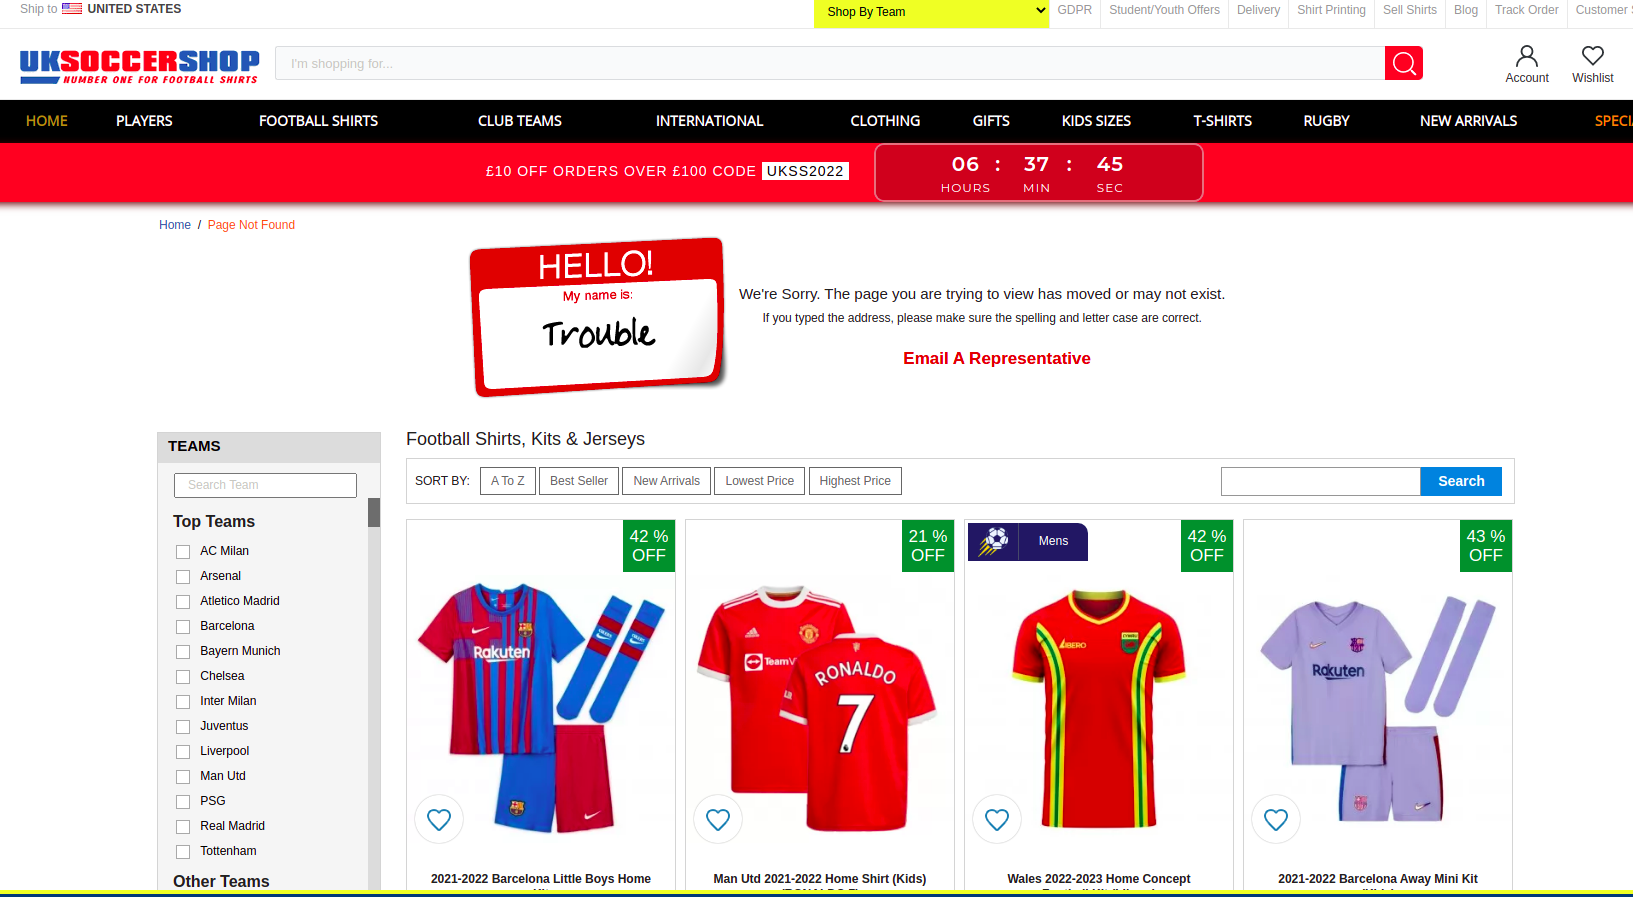 Ship to UNITED STATES
Shop By Team
GDPR Student/Youth Offers Delivery Shirt Printing Sell Shirts Blog Track Order Customer
UKSOCCERSHOP
NUMBER ONE FOR FOOTBALL SHIRTS
I'm shopping for...
Account
Wishlist
HOME PLAYERS FOOTBALL SHIRTS CLUB TEAMS INTERNATIONAL CLOTHING GIFTS KIDS SIZES T-SHIRTS RUGBY NEW ARRIVALS SPECI
£10 OFF ORDERS OVER £100 CODE UKSS2022
06 : 37 : 45
HOURS MIN SEC
Home / Page Not Found
HELLO!
My name is:
Trouble
We're Sorry. The page you are trying to view has moved or may not exist.
If you typed the address, please make sure the spelling and letter case are correct.
Email A Representative
TEAMS
Search Team
Top Teams
AC Milan
Arsenal
Atletico Madrid
Barcelona
Bayern Munich
Chelsea
Inter Milan
Juventus
Liverpool
Man Utd
PSG
Real Madrid
Tottenham
Other Teams
Football Shirts, Kits & Jerseys
SORT BY: A To Z Best Seller New Arrivals Lowest Price Highest Price
Search
42 %
OFF
Rakuten
2021-2022 Barcelona Little Boys Home
21 %
OFF
TeamV
RONALDO
7
Man Utd 2021-2022 Home Shirt (Kids)
Mens
42 %
OFF
LIBERO
CYMRU
Wales 2022-2023 Home Concept
43 %
OFF
Rakuten
2021-2022 Barcelona Away Mini Kit